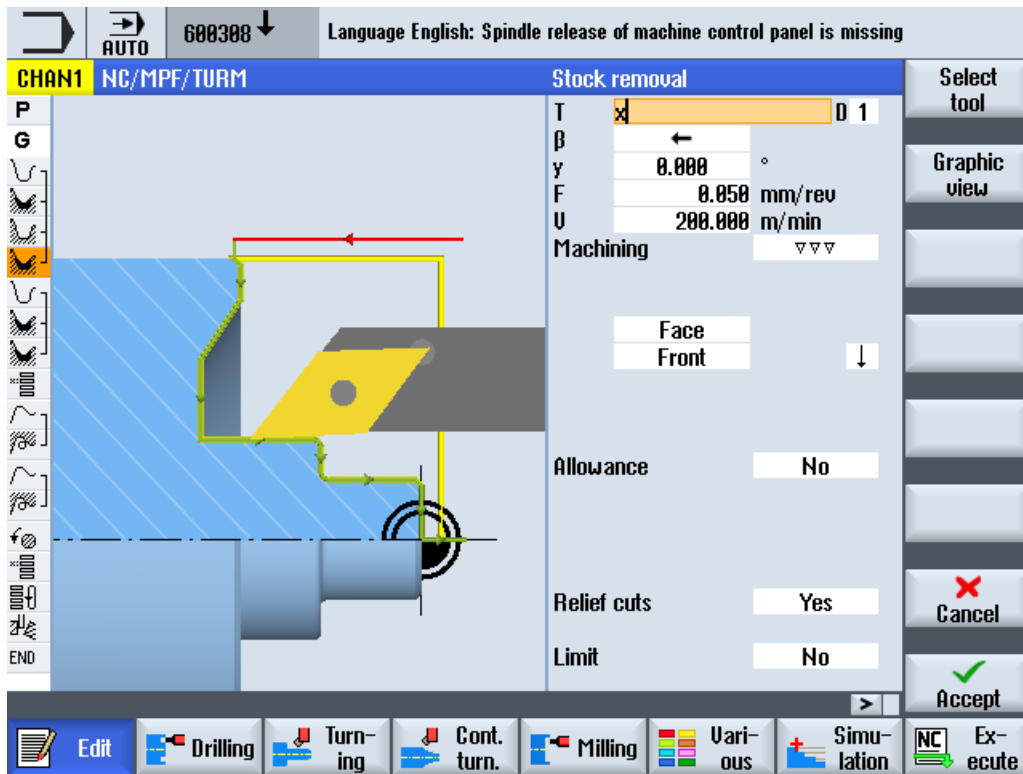 AUTO
600308
Language English: Spindle release of machine control panel is missing
CHAN1 NC/MPF/TURM
Stock removal
Select
tool
P
G
END
T x D 1
β
γ 0.000 °
F 0.050 mm/rev
V 200.000 m/min
Machining ▽▽▽
Face
Front
Allowance No
Relief cuts Yes
Limit No
Graphic
view
Cancel
Accept
>
Edit
Drilling
Turn-
ing
Cont.
turn.
Milling
Vari-
ous
Simu-
lation
NC
Ex-
ecute